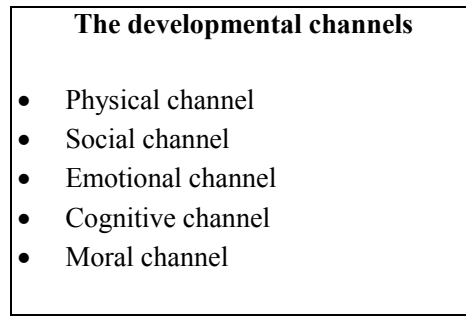 The developmental channels
• Physical channel
• Social channel
• Emotional channel
• Cognitive channel
• Moral channel